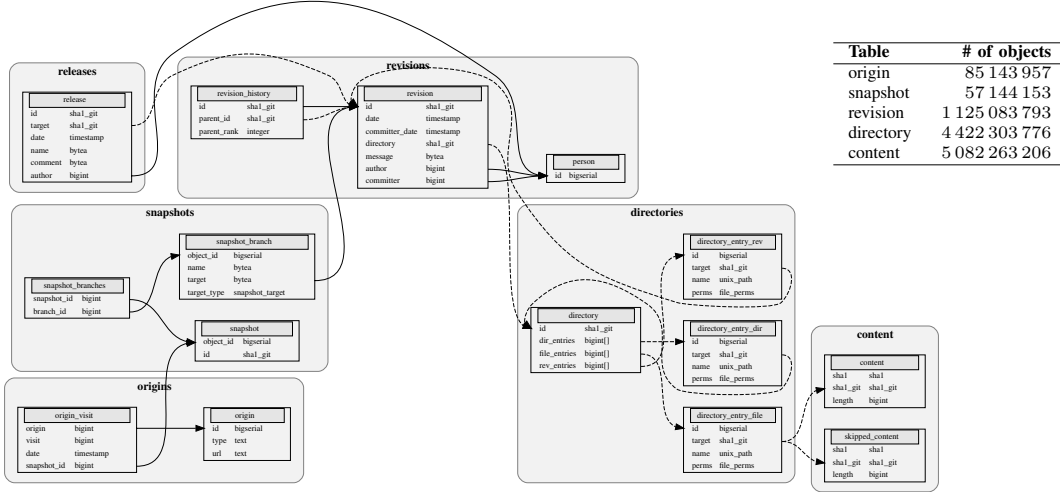 releases
release
id sha1_git
target sha1_git
date timestamp
name bytea
comment bytea
author bigint
revisions
revision_history
id sha1_git
parent_id sha1_git
parent_rank integer
revision
id sha1_git
date timestamp
committer_date timestamp
directory sha1_git
message bytea
author bigint
committer bigint
person
id bigserial
Table # of objects
origin 85 143 957
snapshot 57 144 153
revision 1 125 083 793
directory 4 422 303 776
content 5 082 263 206
snapshots
snapshot_branch
object_id bigserial
name bytea
target bytea
target_type snapshot_target
snapshot_branches
snapshot_id bigint
branch_id bigint
snapshot
object_id bigserial
id sha1_git
origins
origin_visit
origin bigint
visit bigint
date timestamp
snapshot_id bigint
origin
id bigserial
type text
url text
directories
directory
id sha1_git
dir_entries bigint[]
file_entries bigint[]
rev_entries bigint[]
directory_entry_rev
id bigserial
target sha1_git
name unix_path
perms file_perms
directory_entry_dir
id bigserial
target sha1_git
name unix_path
perms file_perms
directory_entry_file
id bigserial
target sha1_git
name unix_path
perms file_perms
content
content
sha1 sha1
sha1_git sha1_git
length bigint
skipped_content
sha1 sha1
sha1_git sha1_git
length bigint